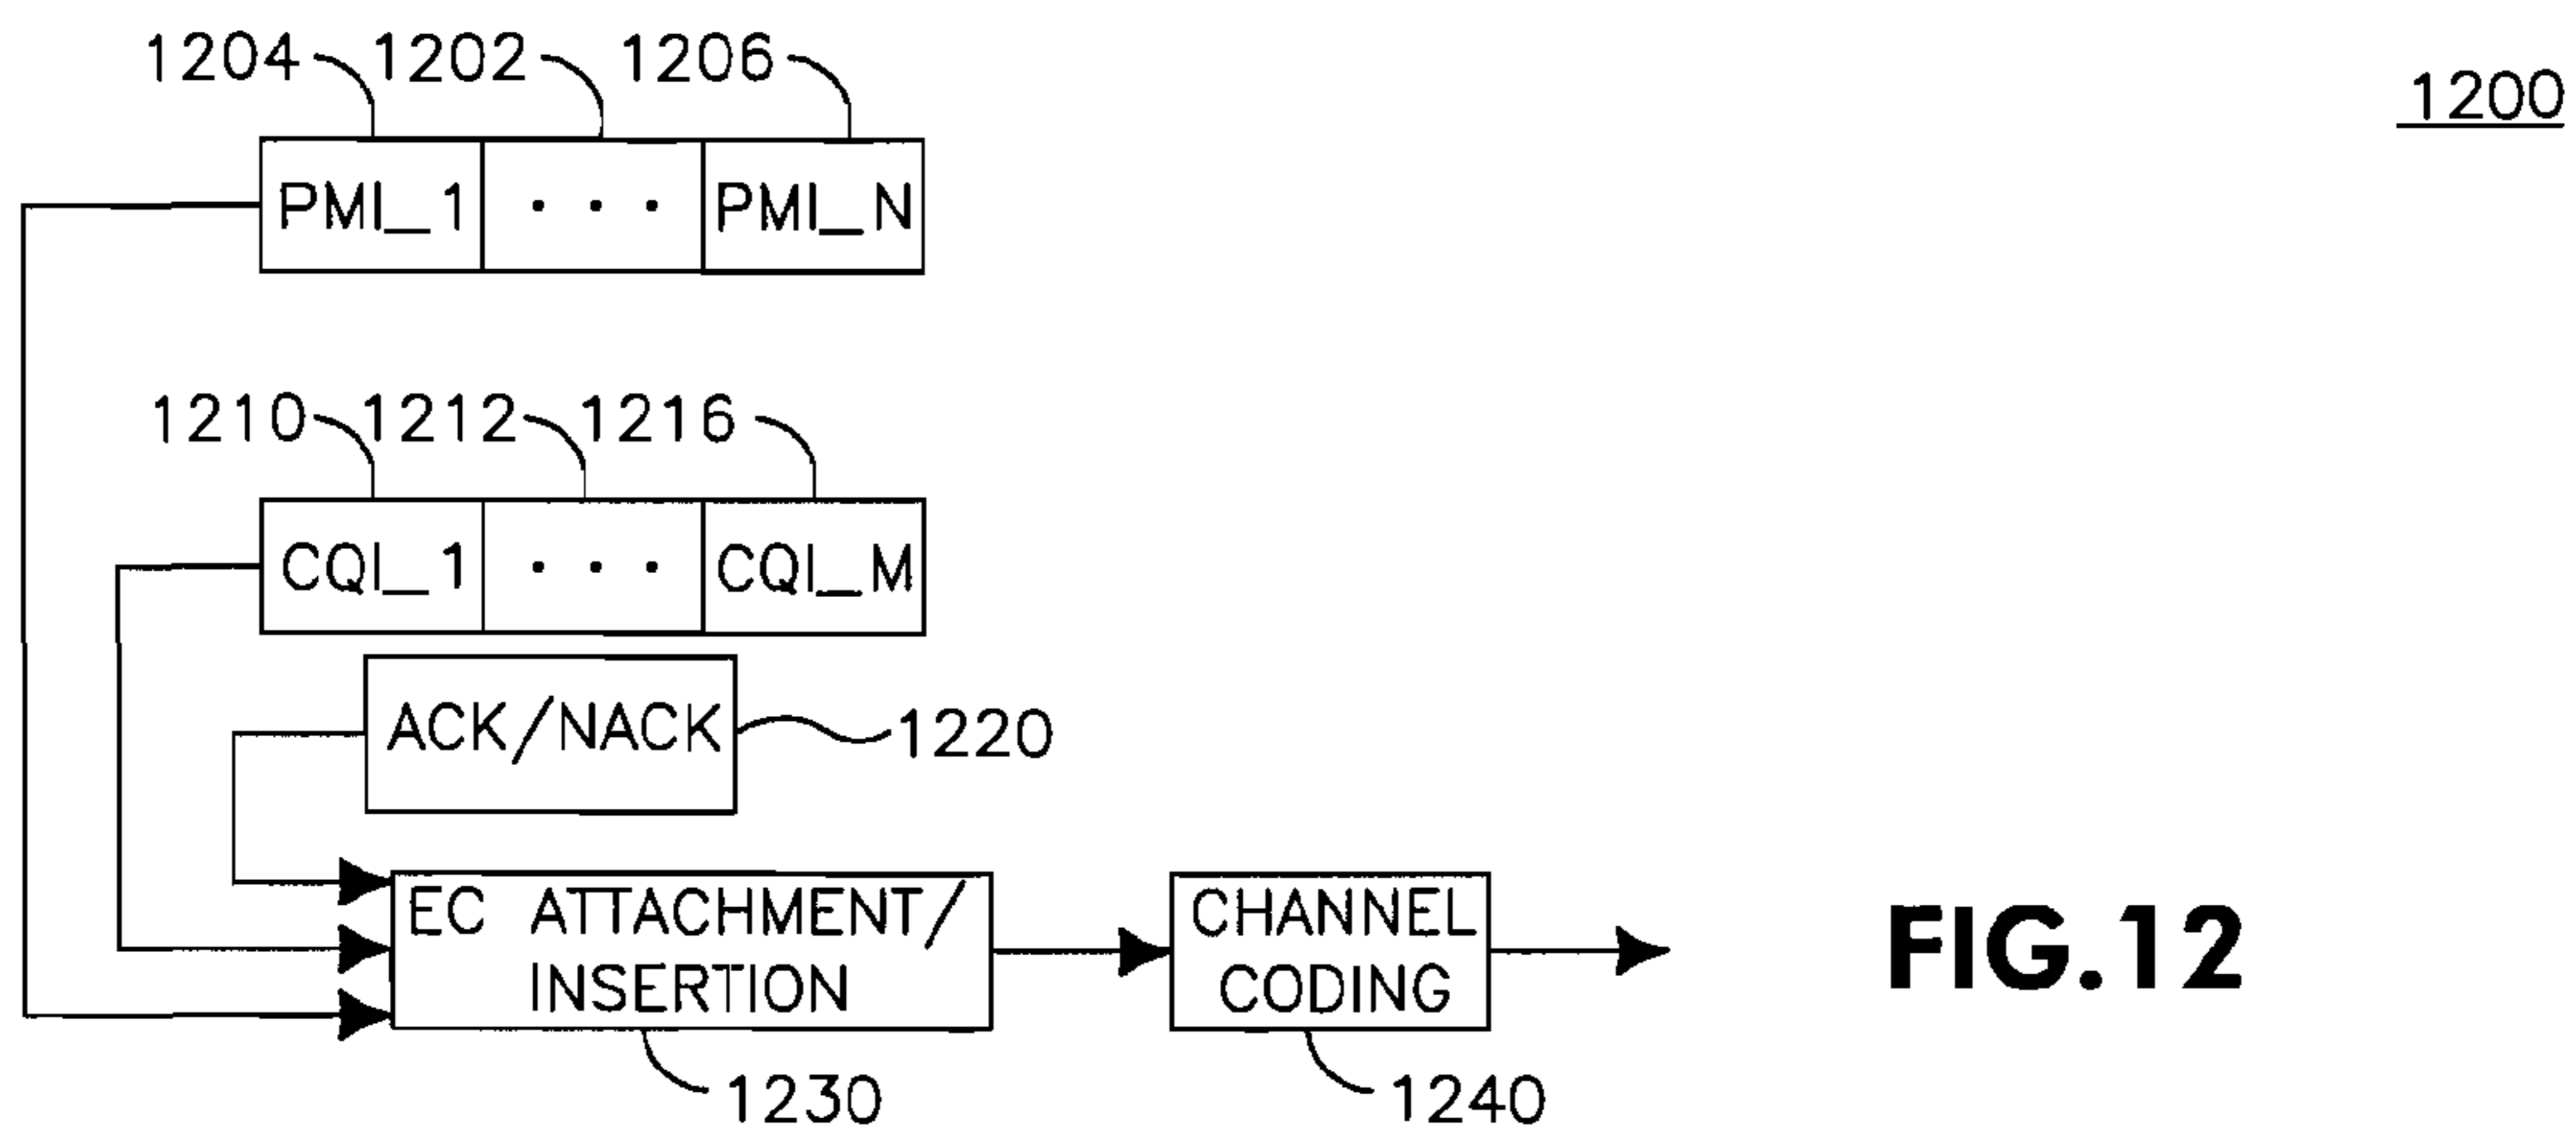 1204 1202 1206
1200
PMI_1 ... PMI_N
1210 1212 1216
CQI_1 ... CQI_M
ACK/NACK
1220
EC ATTACHMENT/
INSERTION
CHANNEL
CODING
FIG.12
1230
1240